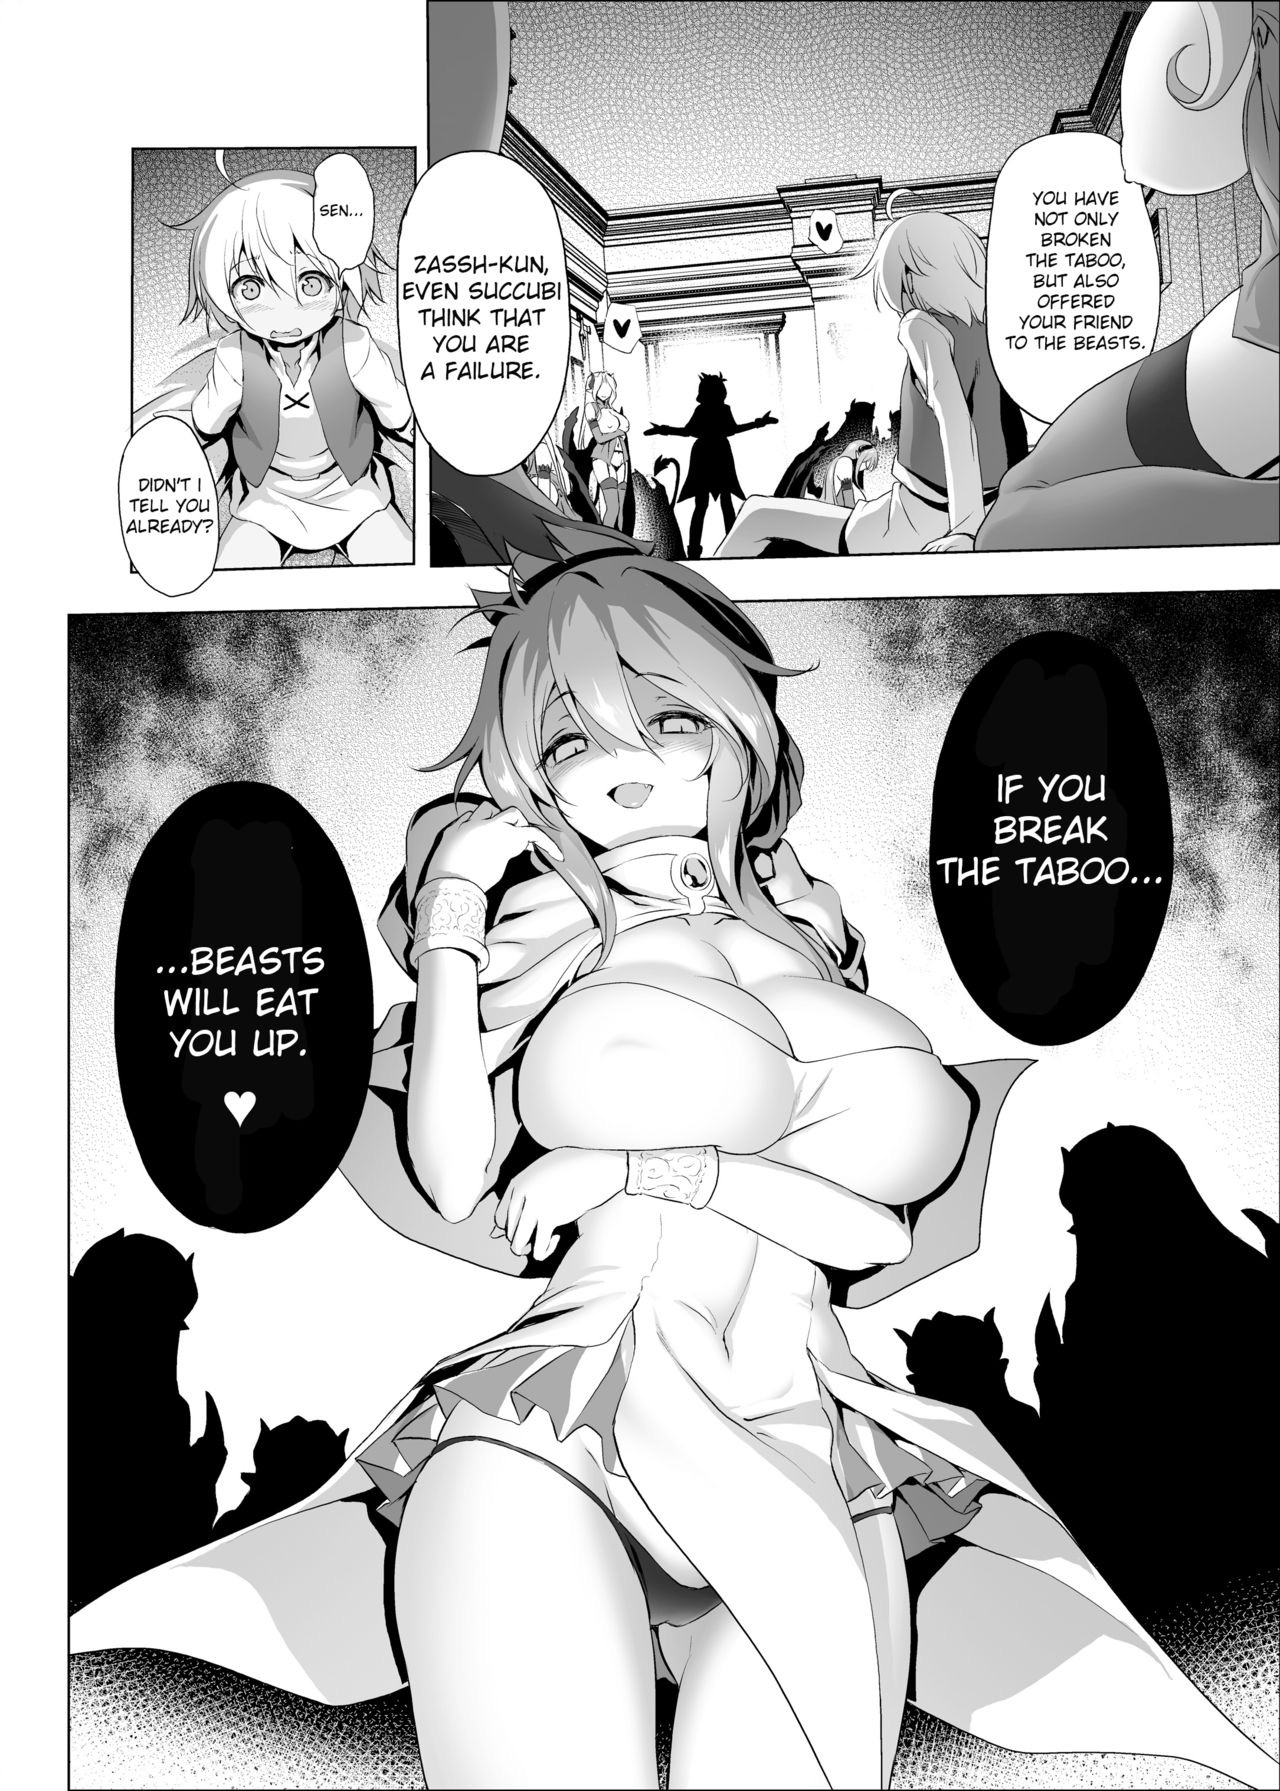 YOU HAVE
NOT ONLY
BROKEN
THE TABOO,
BUT ALSO
OFFERED
YOUR FRIEND
TO THE BEASTS.
ZASSH-KUN,
EVEN SUCCUBI
THINK THAT
YOU ARE
A FAILURE.
SEN...
DIDN'T I
TELL YOU
ALREADY?
IF YOU
BREAK
THE TABOO...
...BEASTS
WILL EAT
YOU UP.
♥